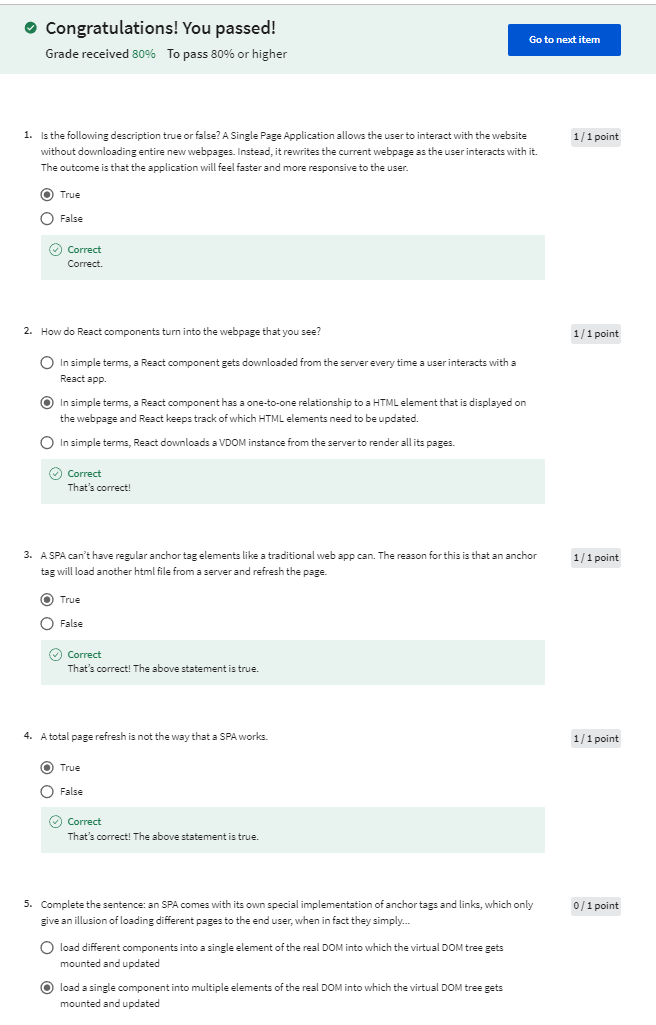 Congratulations! You passed!
Grade received 80% To pass 80% or higher
Go to next item
1. Is the following description true or false? A Single Page Application allows the user to interact with the website
without downloading entire new webpages. Instead, it rewrites the current webpage as the user interacts with it.
The outcome is that the application will feel faster and more responsive to the user.
1 / 1 point
True
False
Correct
Correct.
2. How do React components turn into the webpage that you see?
1 / 1 point
In simple terms, a React component gets downloaded from the server every time a user interacts with a
React app.
In simple terms, a React component has a one-to-one relationship to a HTML element that is displayed on
the webpage and React keeps track of which HTML elements need to be updated.
In simple terms, React downloads a VDOM instance from the server to render all its pages.
Correct
That's correct!
3. A SPA can't have regular anchor tag elements like a traditional web app can. The reason for this is that an anchor
tag will load another html file from a server and refresh the page.
1 / 1 point
True
False
Correct
That's correct! The above statement is true.
4. A total page refresh is not the way that a SPA works.
1 / 1 point
True
False
Correct
That's correct! The above statement is true.
5. Complete the sentence: an SPA comes with its own special implementation of anchor tags and links, which only
give an illusion of loading different pages to the end user, when in fact they simply...
0 / 1 point
load different components into a single element of the real DOM into which the virtual DOM tree gets
mounted and updated
load a single component into multiple elements of the real DOM into which the virtual DOM tree gets
mounted and updated